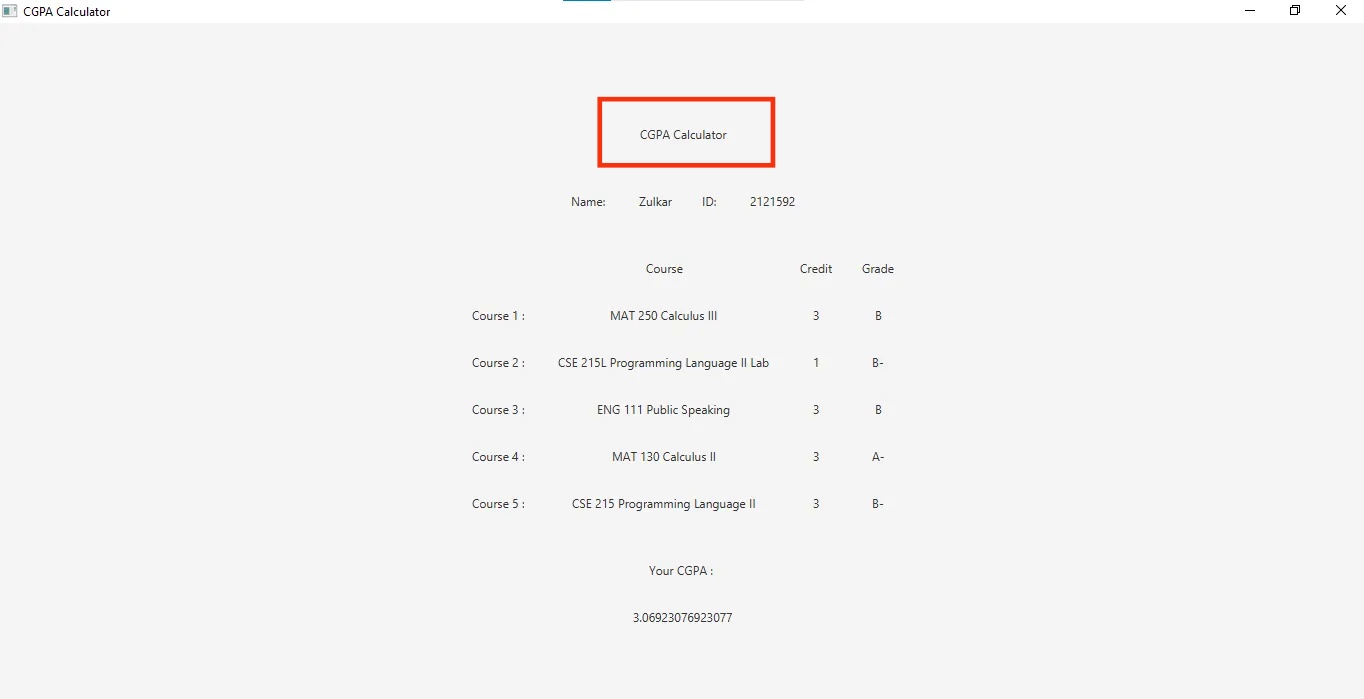 CGPA Calculator
CGPA Calculator
Name: Zulkar ID: 2121592
Course Credit Grade
Course 1 : MAT 250 Calculus III 3 B
Course 2 : CSE 215L Programming Language II Lab 1 B-
Course 3 : ENG 111 Public Speaking 3 B
Course 4 : MAT 130 Calculus II 3 A-
Course 5 : CSE 215 Programming Language II 3 B-
Your CGPA :
3.06923076923077